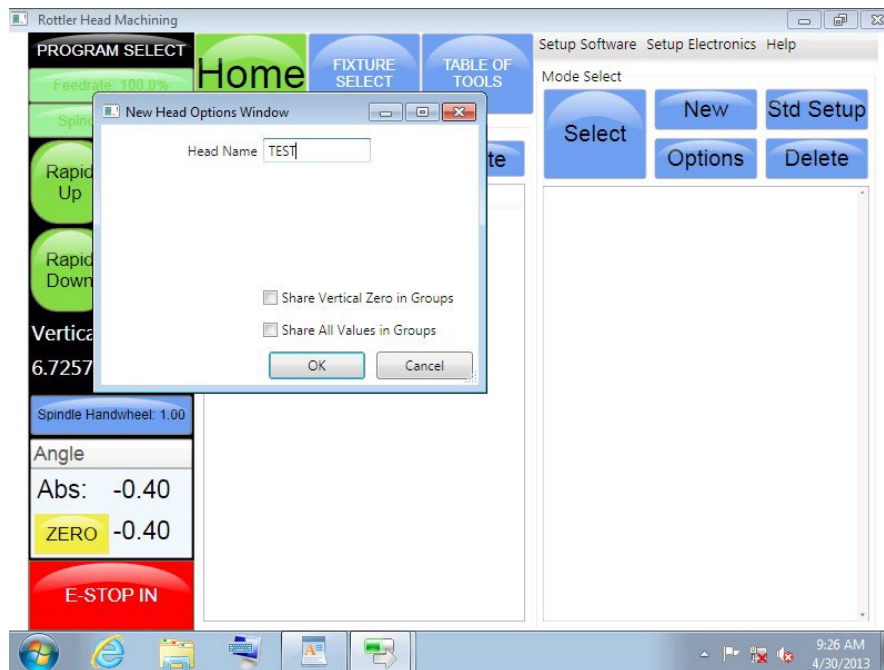 Rottler Head Machining
PROGRAM SELECT
Feedrate: 100.0%
Home
FIXTURE
SELECT
TABLE OF
TOOLS
Setup Software Setup Electronics Help
Mode Select
Select
New
Std Setup
Options
Delete
New Head Options Window
Head Name TEST
Share Vertical Zero in Groups
Share All Values in Groups
OK Cancel
Rapid
Up
Rapid
Down
6.7257
Spindle Handwheel: 1.00
Angle
Abs: -0.40
ZERO -0.40
E-STOP IN
9:26 AM
4/30/2013